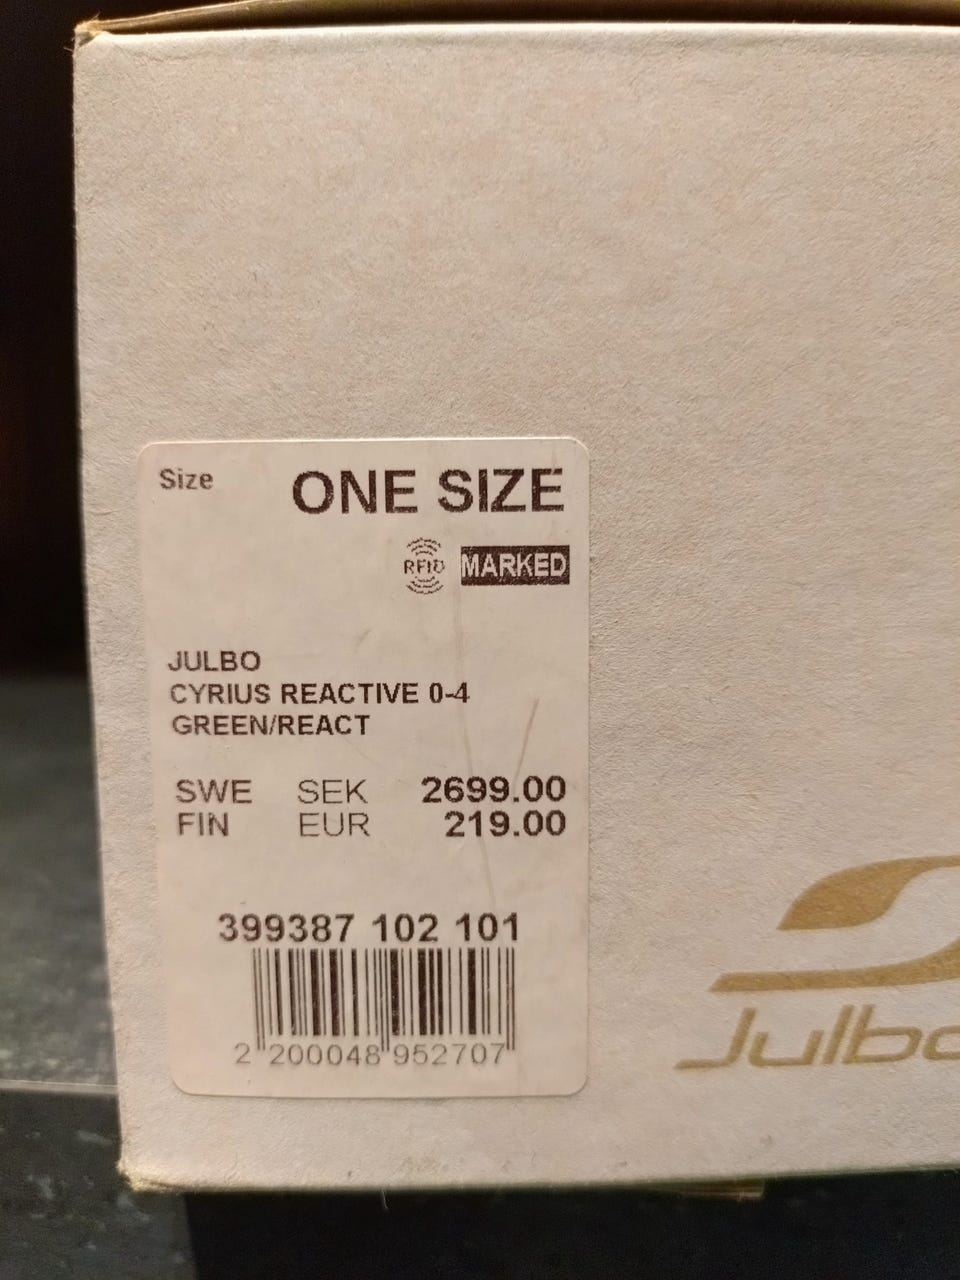 Size ONE SIZE
RFID MARKED
JULBO
CYRIUS REACTIVE 0-4
GREEN/REACT
SWE SEK 2699.00
FIN EUR 219.00
399387 102 101
2 200048 952707
Julbo